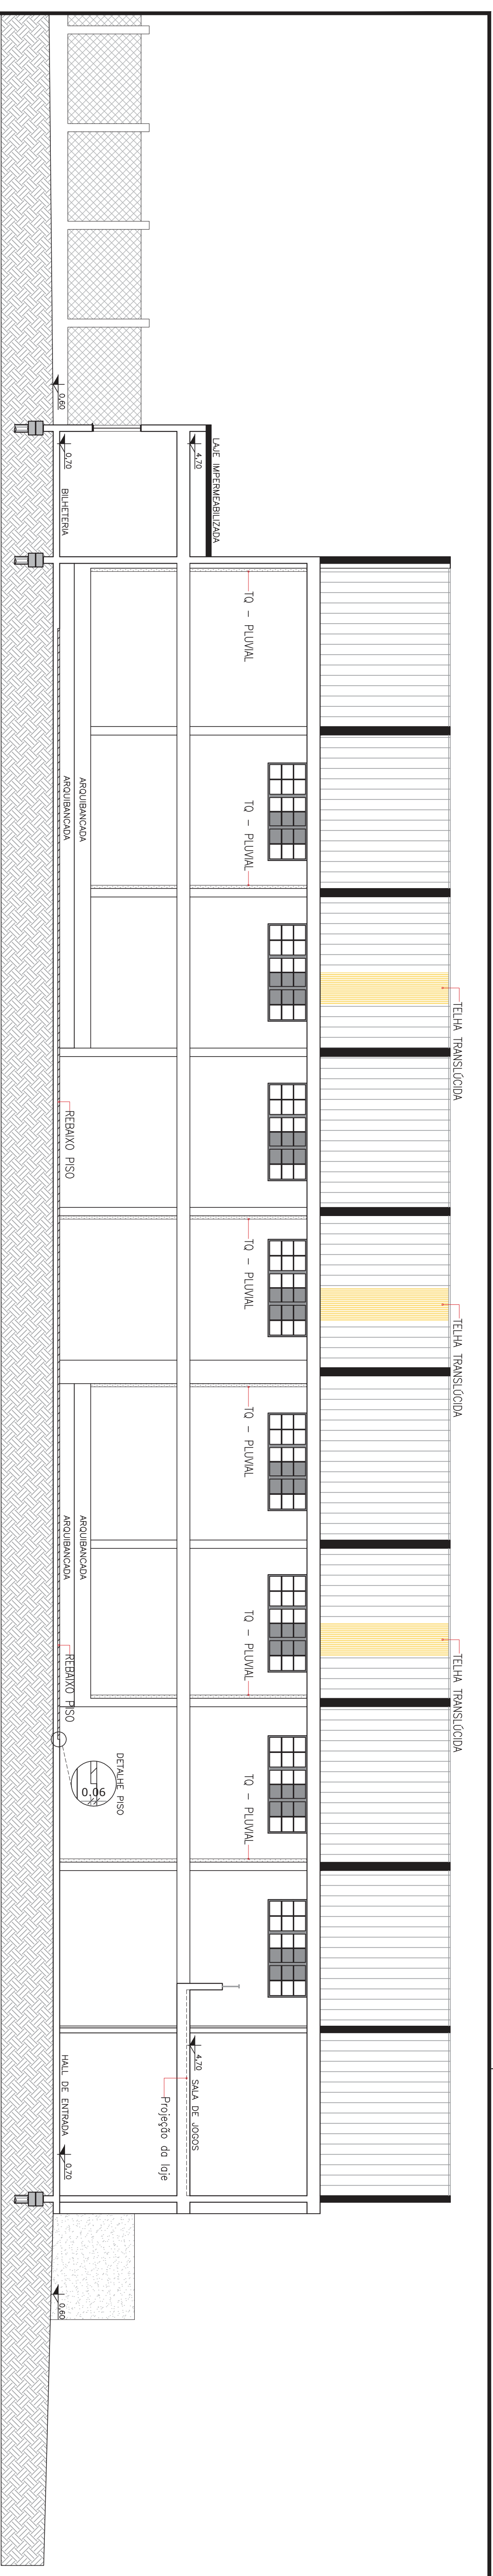 0,60
0,70
BILHETERIA
4,70
LAJE IMPERMEABILIZADA
TQ - PLUVIAL
ARQUIBANCADA
ARQUIBANCADA
TQ - PLUVIAL
TELHA TRANSLÚCIDA
REBAIXO PISO
TQ - PLUVIAL
TELHA TRANSLÚCIDA
TQ - PLUVIAL
ARQUIBANCADA
ARQUIBANCADA
TQ - PLUVIAL
TELHA TRANSLÚCIDA
REBAIXO PISO
DETALHE PISO
0.06
TQ - PLUVIAL
4,70
SALA DE JOGOS
Projeção da laje
HALL DE ENTRADA
0,70
0,60